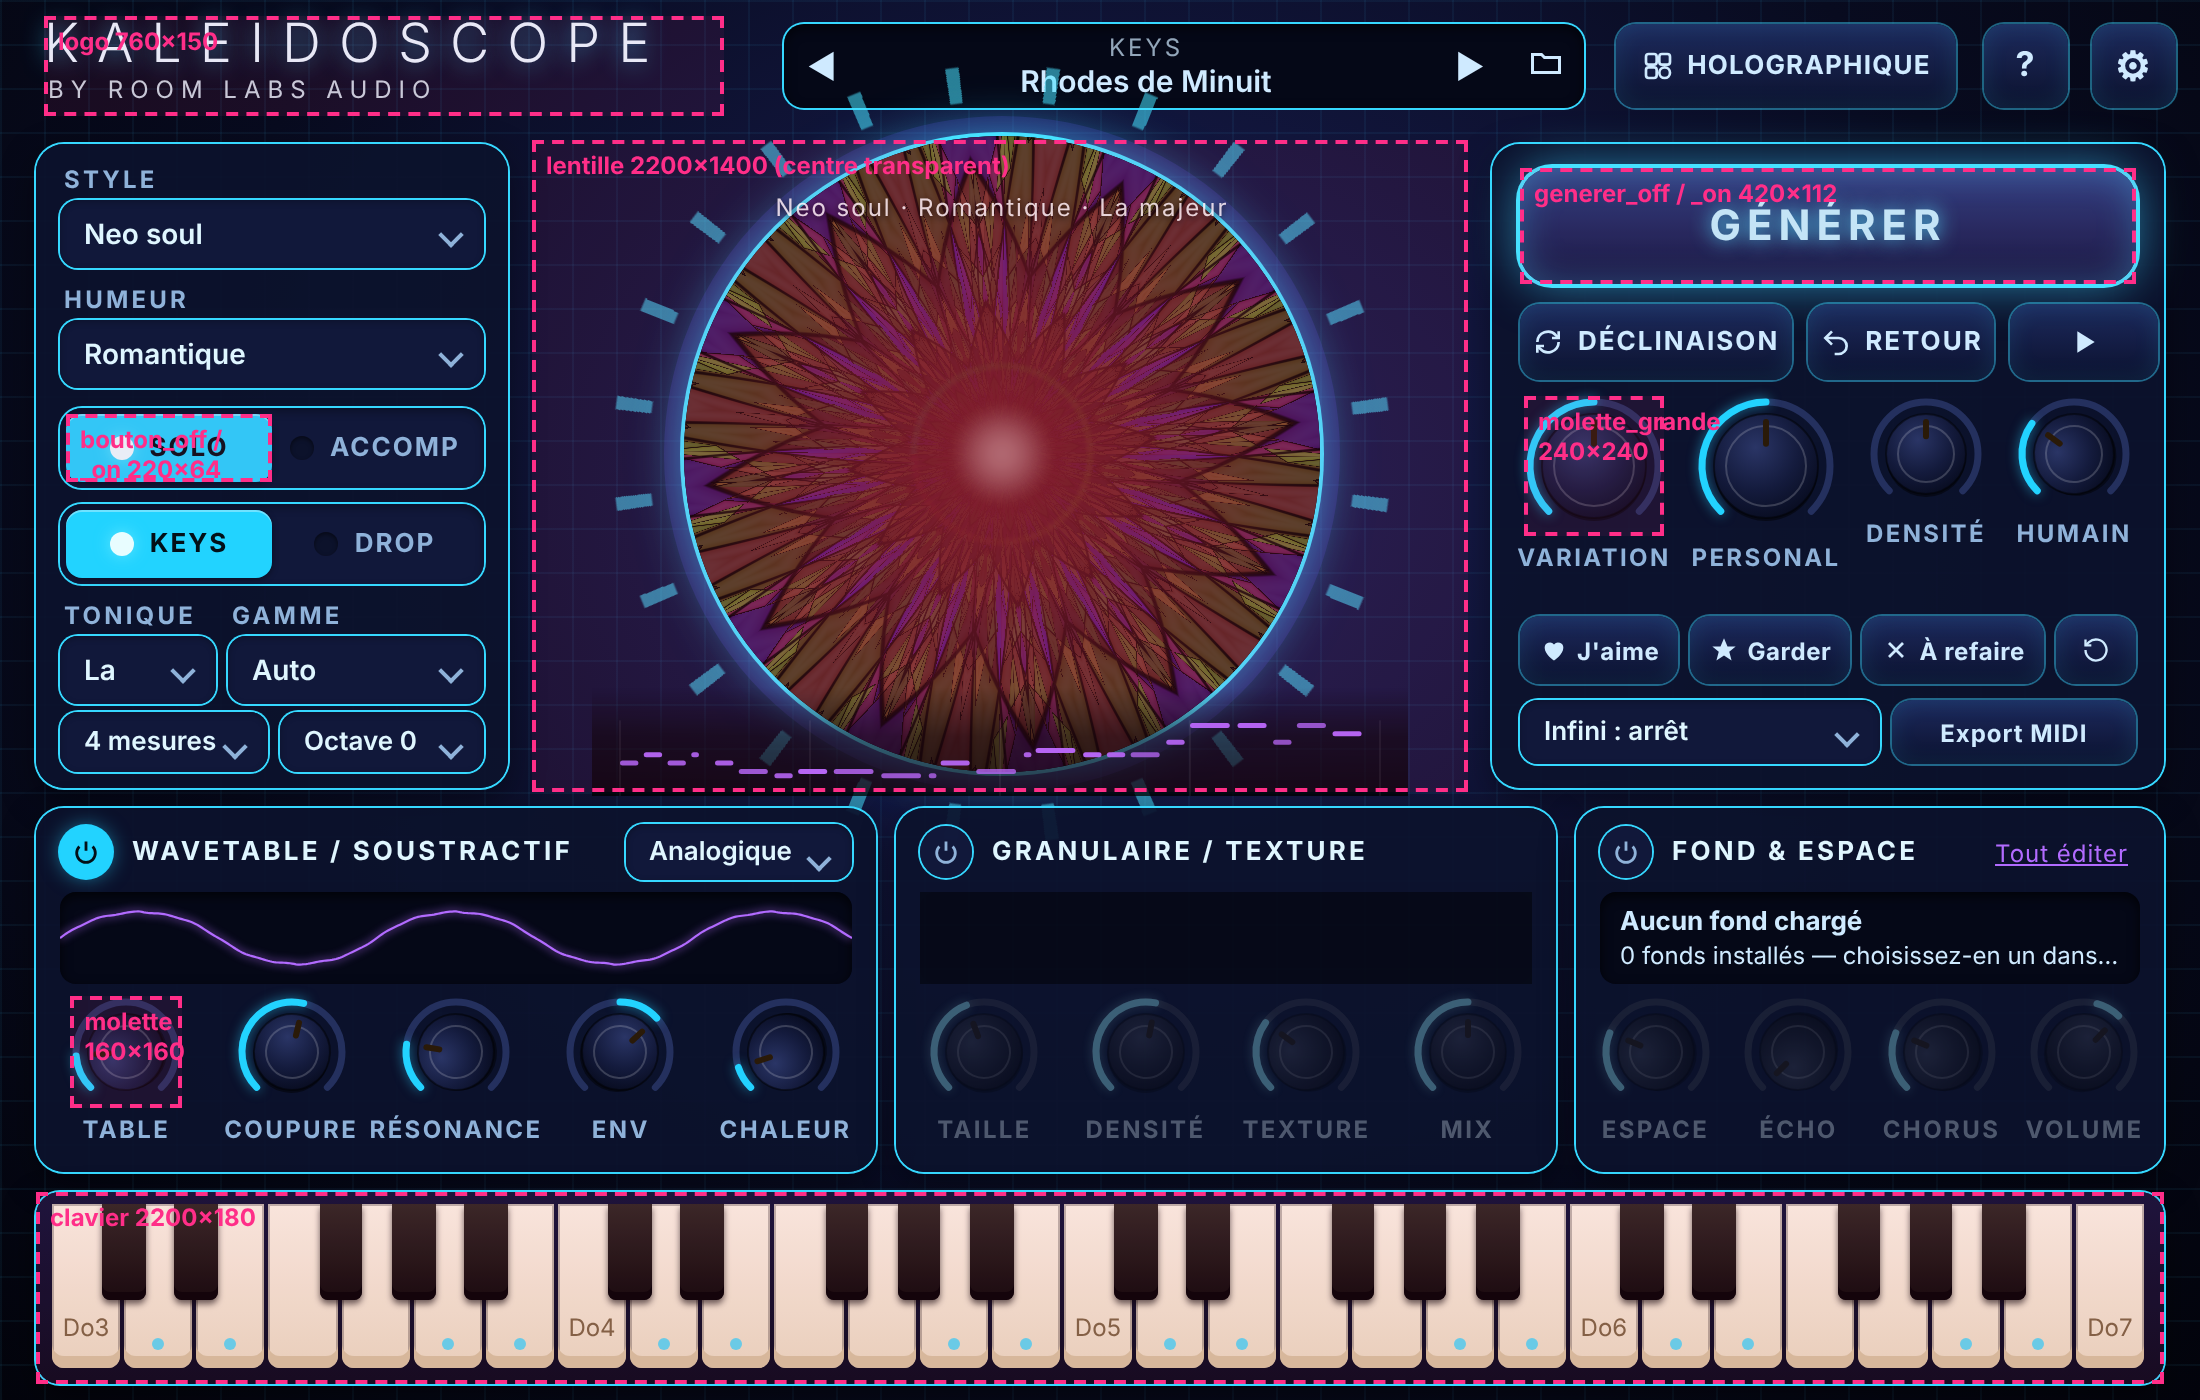 KALEIDOSCOPE
logo 760×150
BY ROOM LABS AUDIO
KEYS
Rhodes de Minuit
HOLOGRAPHIQUE
?
STYLE
Neo soul
HUMEUR
Romantique
SOLO
bouton_off /
_on 220×64
ACCOMP
KEYS
DROP
TONIQUE
GAMME
La
Auto
4 mesures
Octave 0
lentille 2200×1400 (centre transparent)
Neo soul · Romantique · La majeur
generer_off / _on 420×112
GÉNÉRER
DÉCLINAISON
RETOUR
molette_grande
240×240
VARIATION
PERSONAL
DENSITÉ
HUMAIN
J'aime
Garder
À refaire
Infini : arrêt
Export MIDI
WAVETABLE / SOUSTRACTIF
Analogique
molette
160×160
TABLE
COUPURE
RÉSONANCE
ENV
CHALEUR
GRANULAIRE / TEXTURE
TAILLE
DENSITÉ
TEXTURE
MIX
FOND & ESPACE
Tout éditer
Aucun fond chargé
0 fonds installés — choisissez-en un dans...
ESPACE
ÉCHO
CHORUS
VOLUME
clavier 2200×180
Do3
Do4
Do5
Do6
Do7